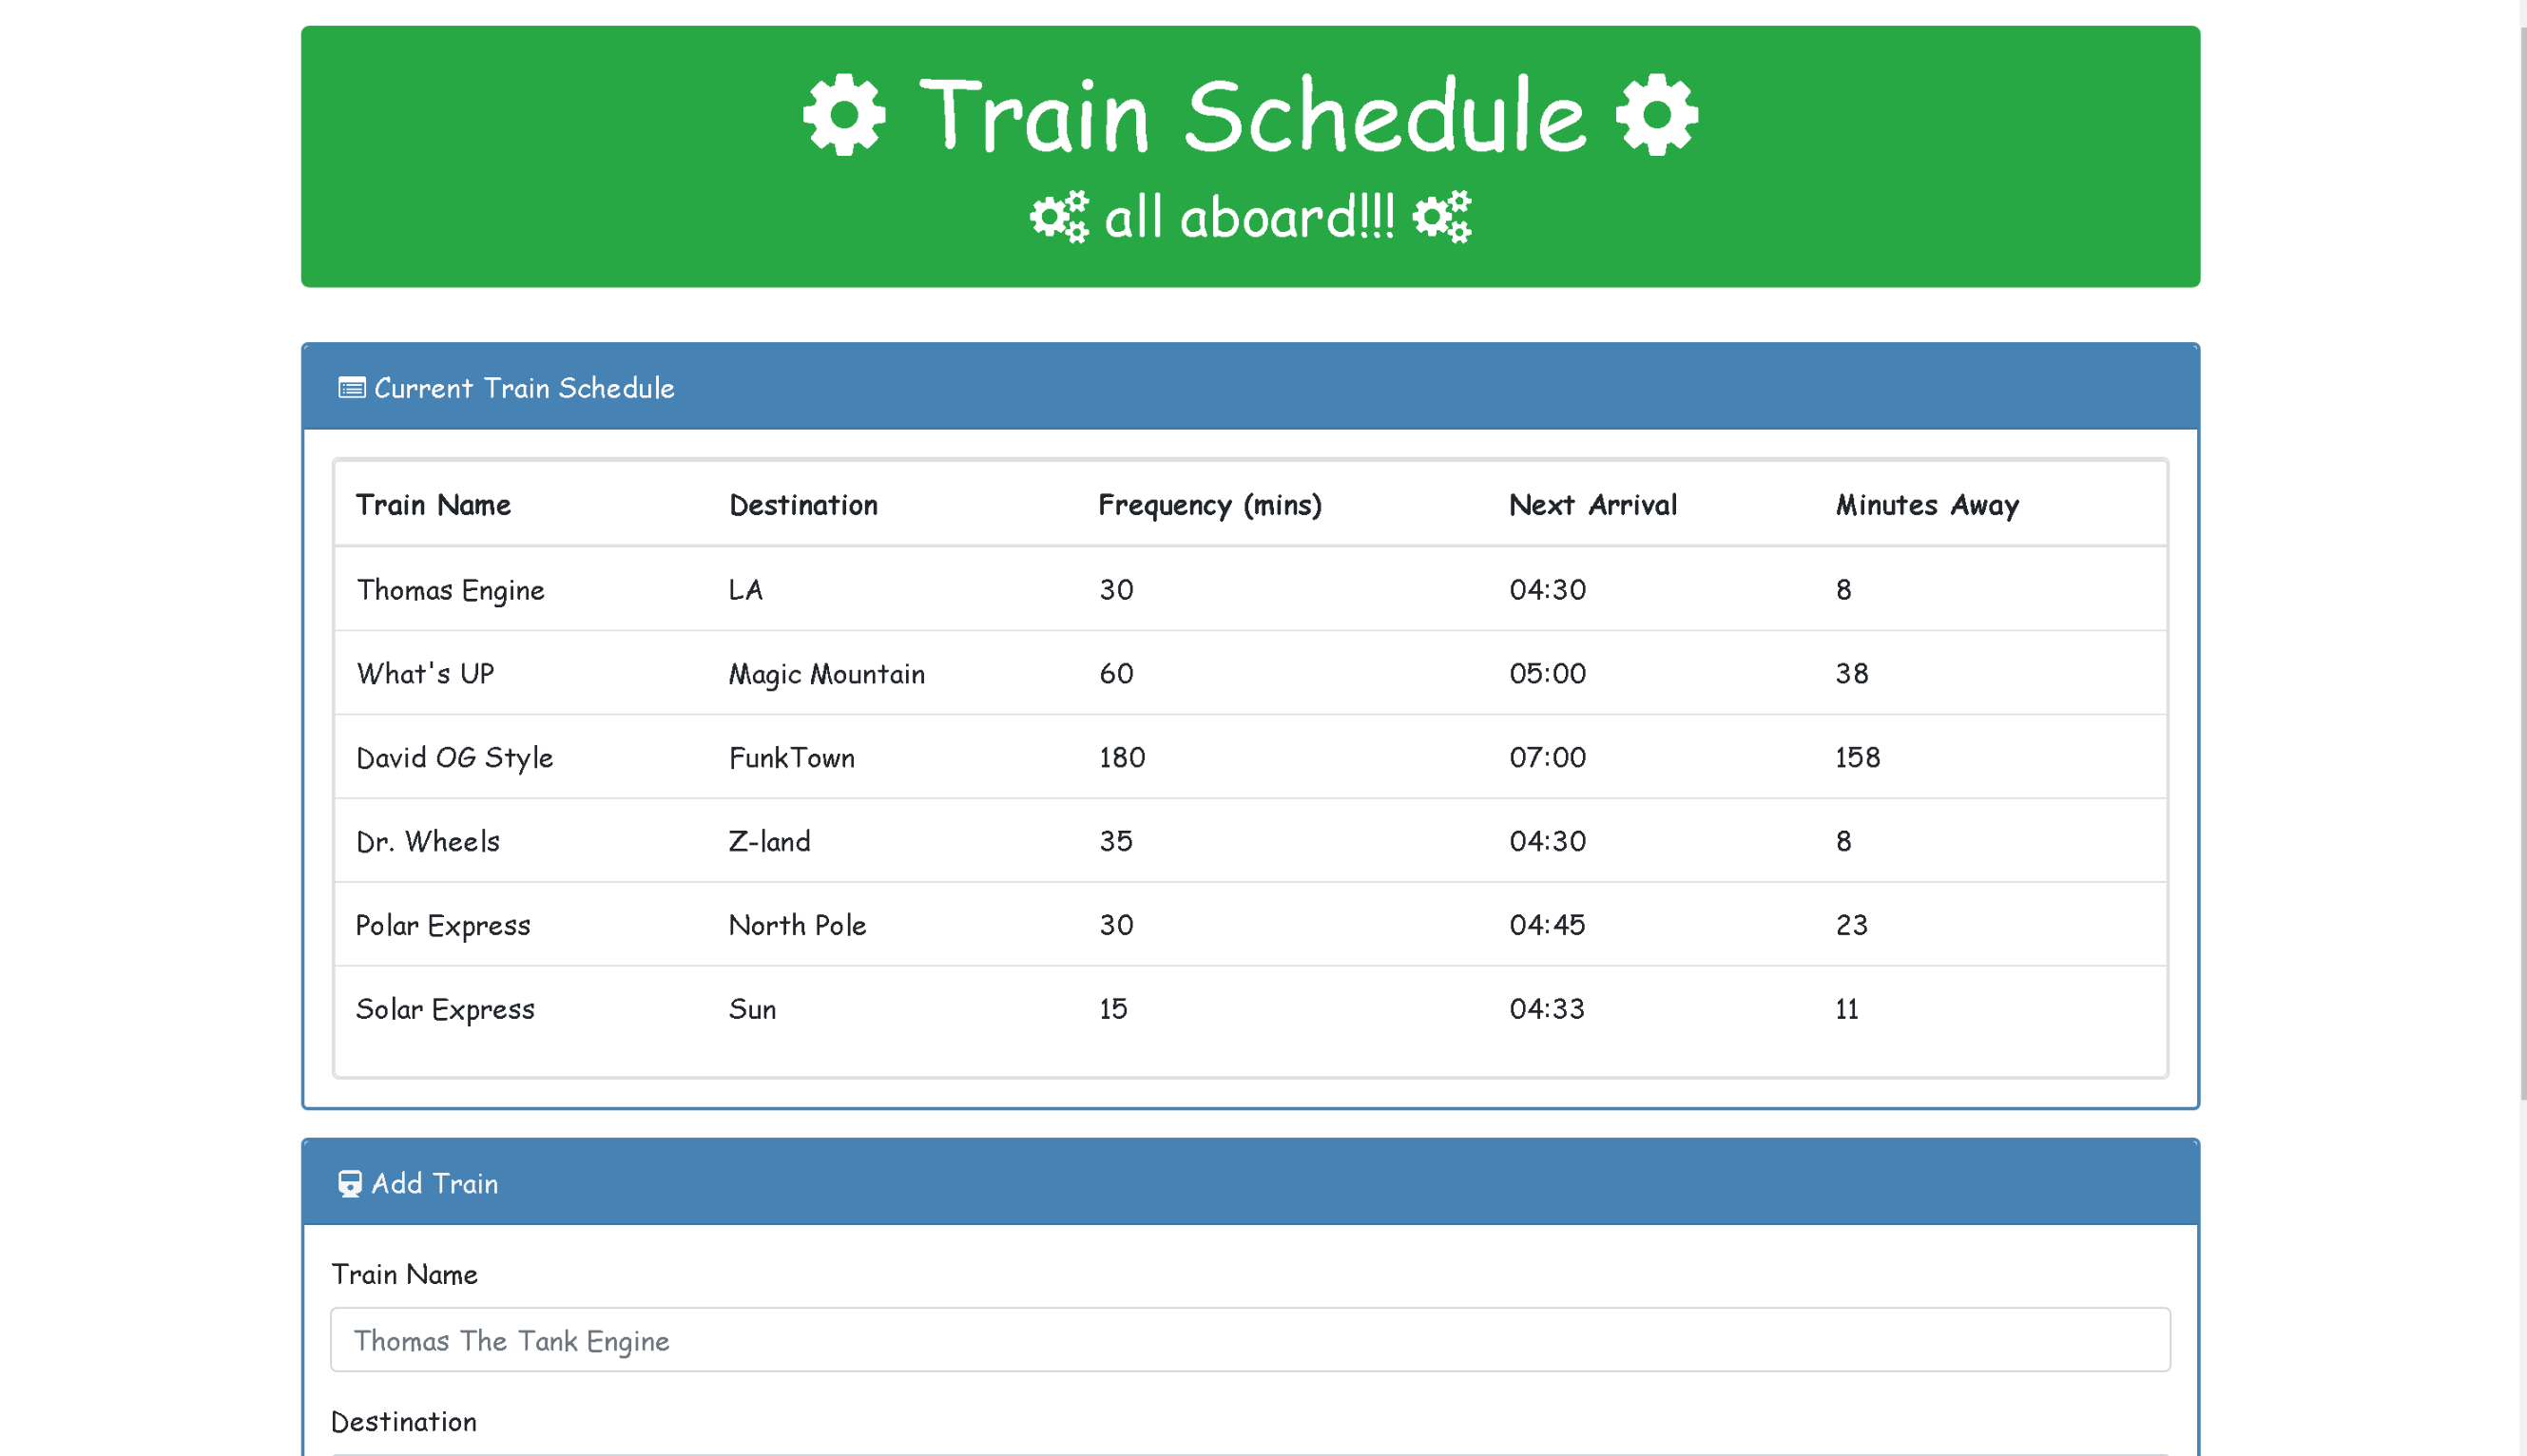 Train Schedule
all aboard!!!
Current Train Schedule
Train Name Destination Frequency (mins) Next Arrival Minutes Away
Thomas Engine LA 30 04:30 8
What's UP Magic Mountain 60 05:00 38
David OG Style FunkTown 180 07:00 158
Dr. Wheels Z-land 35 04:30 8
Polar Express North Pole 30 04:45 23
Solar Express Sun 15 04:33 11
Add Train
Train Name
Thomas The Tank Engine
Destination